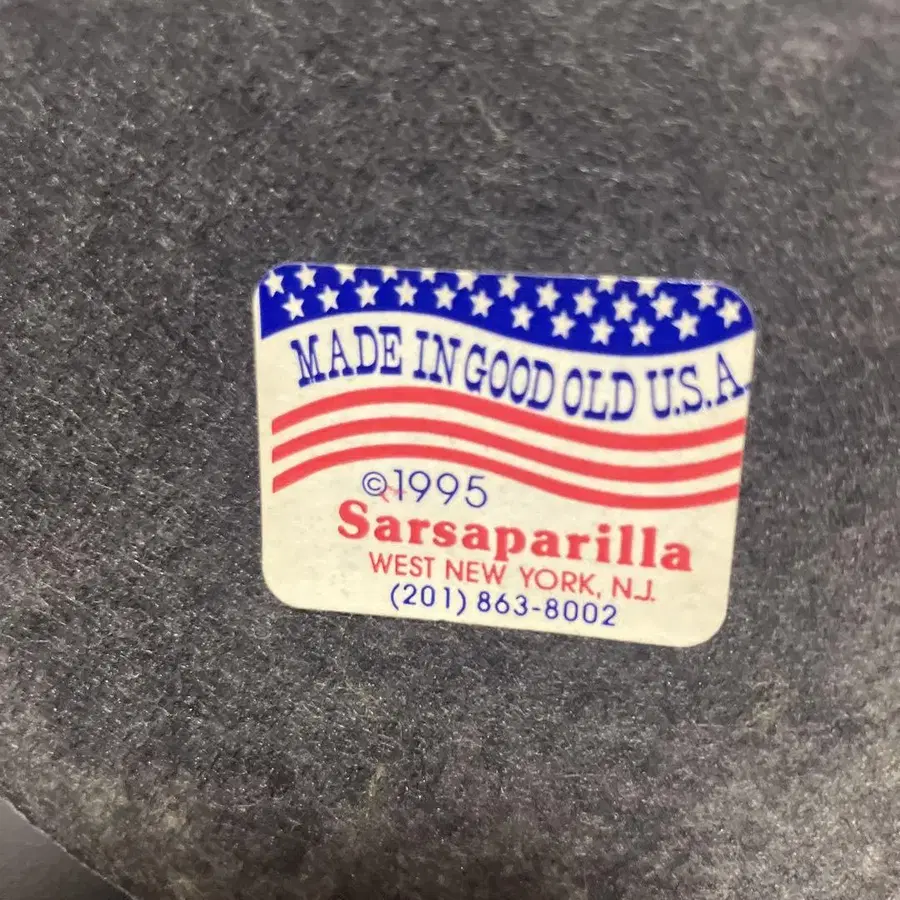 MADE IN GOOD OLD U.S.A.
©1995
Sarsaparilla
WEST NEW YORK, N.J.
(201) 863-8002